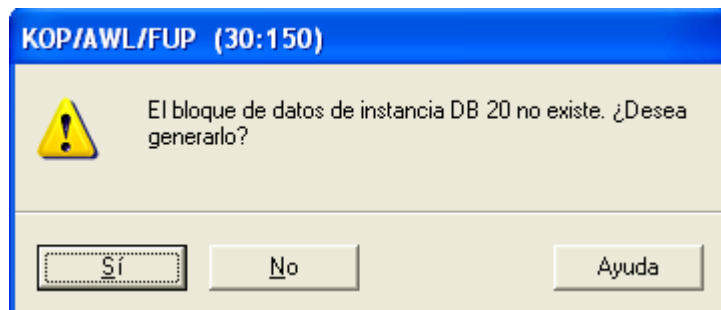 KOP/AWL/FUP (30:150)
El bloque de datos de instancia DB 20 no existe. ¿Desea
generarlo?
Sí
No
Ayuda